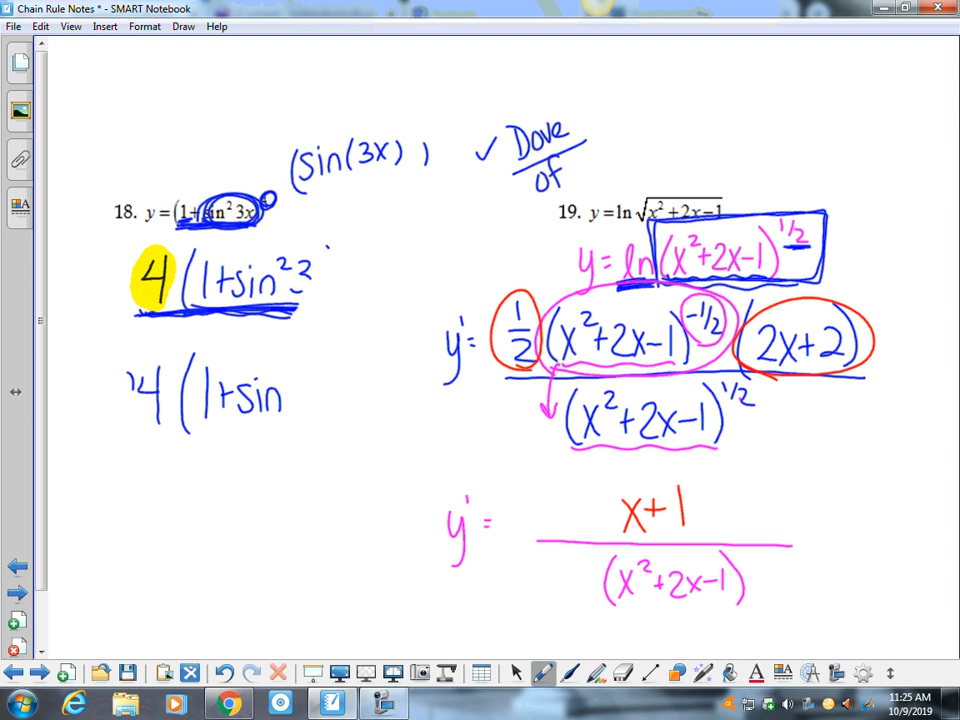 Chain Rule Notes * - SMART Notebook
File Edit View Insert Format Draw Help
(sin(3x) ) ✓ Dove
of
18. y = (1+ sin² 3x)
4 (1+sin² 3
4 (1+sin
19. y = ln √x² + 2x − 1
y = ln (x²+2x-1)^1/2
y' = 1/2 (x²+2x-1)^-1/2 (2x+2)
(x²+2x-1)^1/2
y' = x+1
(x²+2x-1)
11:25 AM
10/9/2019